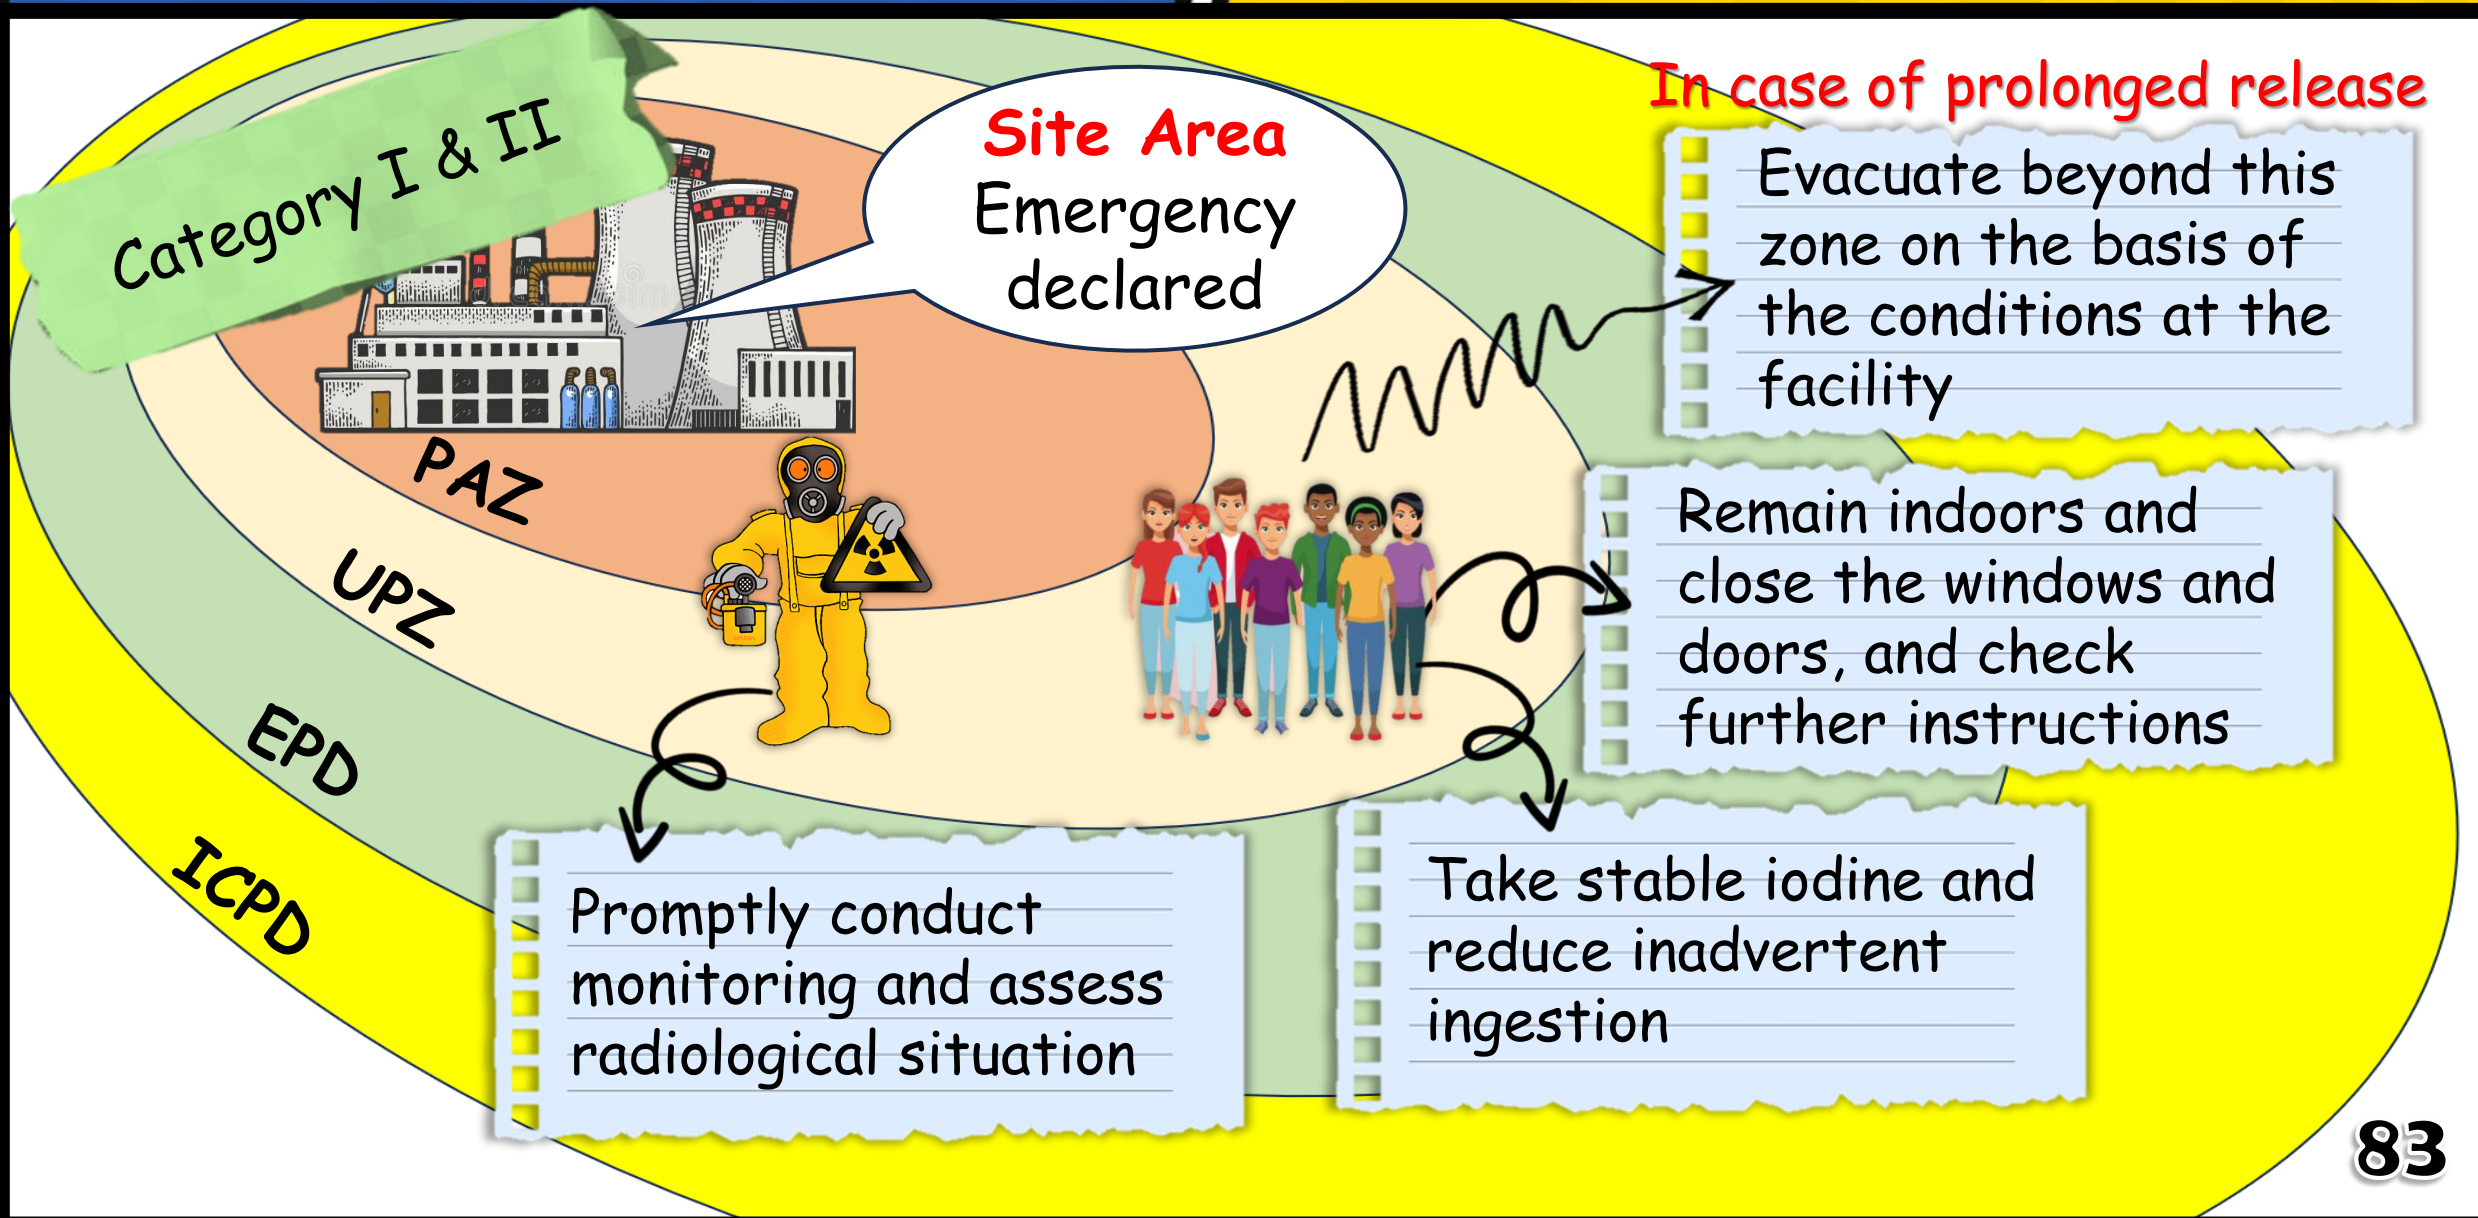 Category I & II
Site Area
Emergency
declared
In case of prolonged release
Evacuate beyond this
zone on the basis of
the conditions at the
facility
PAZ
UPZ
EPD
ICPD
Remain indoors and
close the windows and
doors, and check
further instructions
Promptly conduct
monitoring and assess
radiological situation
Take stable iodine and
reduce inadvertent
ingestion
83